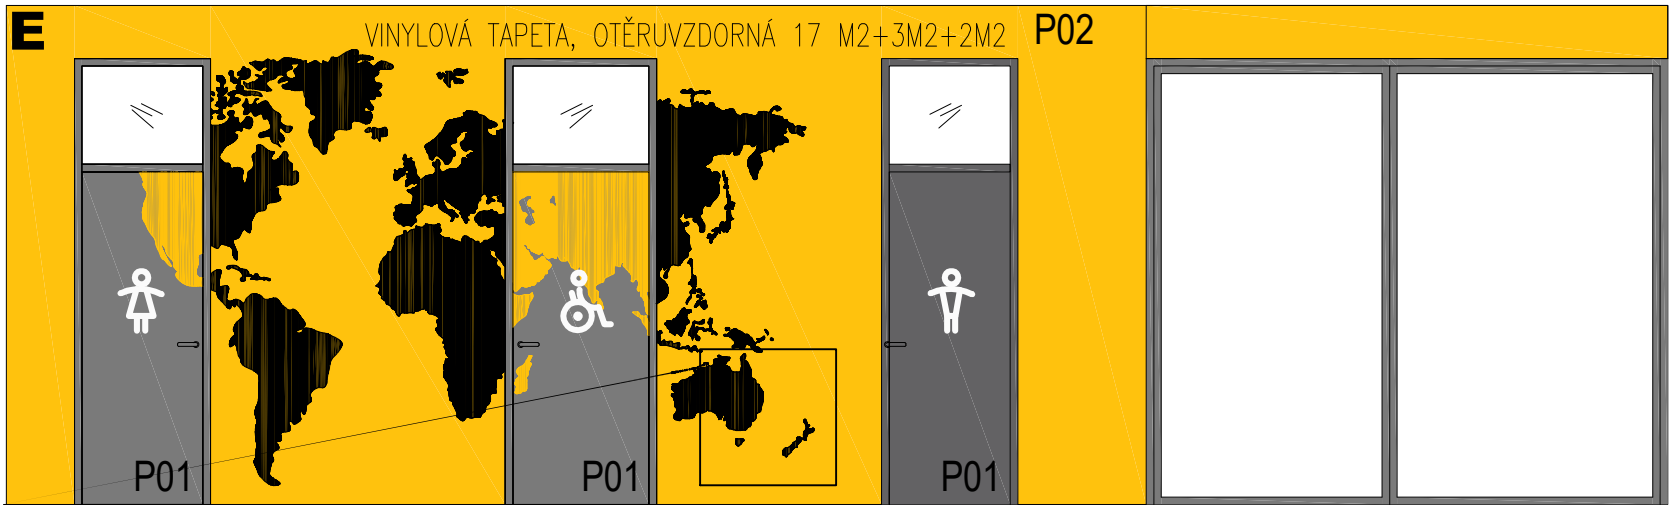 E
VINYLOVÁ TAPETA, OTĚRUVZDORNÁ 17 M2+3M2+2M2 P02
P01 P01 P01